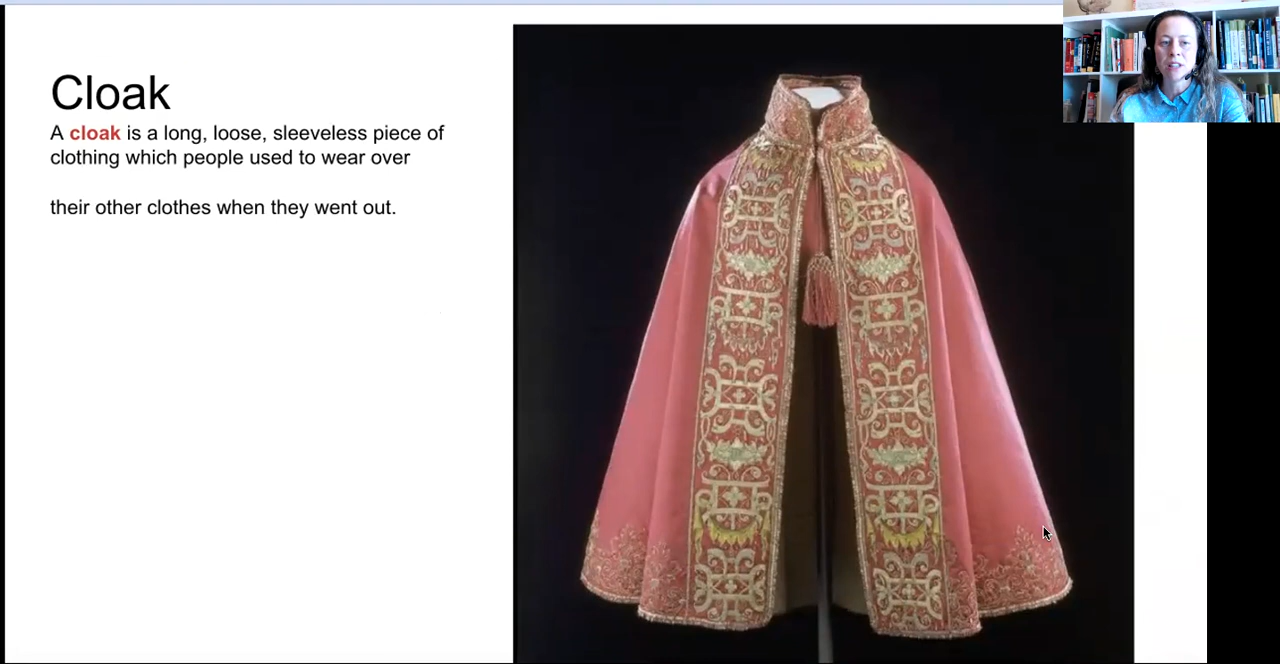 Cloak
A cloak is a long, loose, sleeveless piece of
clothing which people used to wear over
their other clothes when they went out.